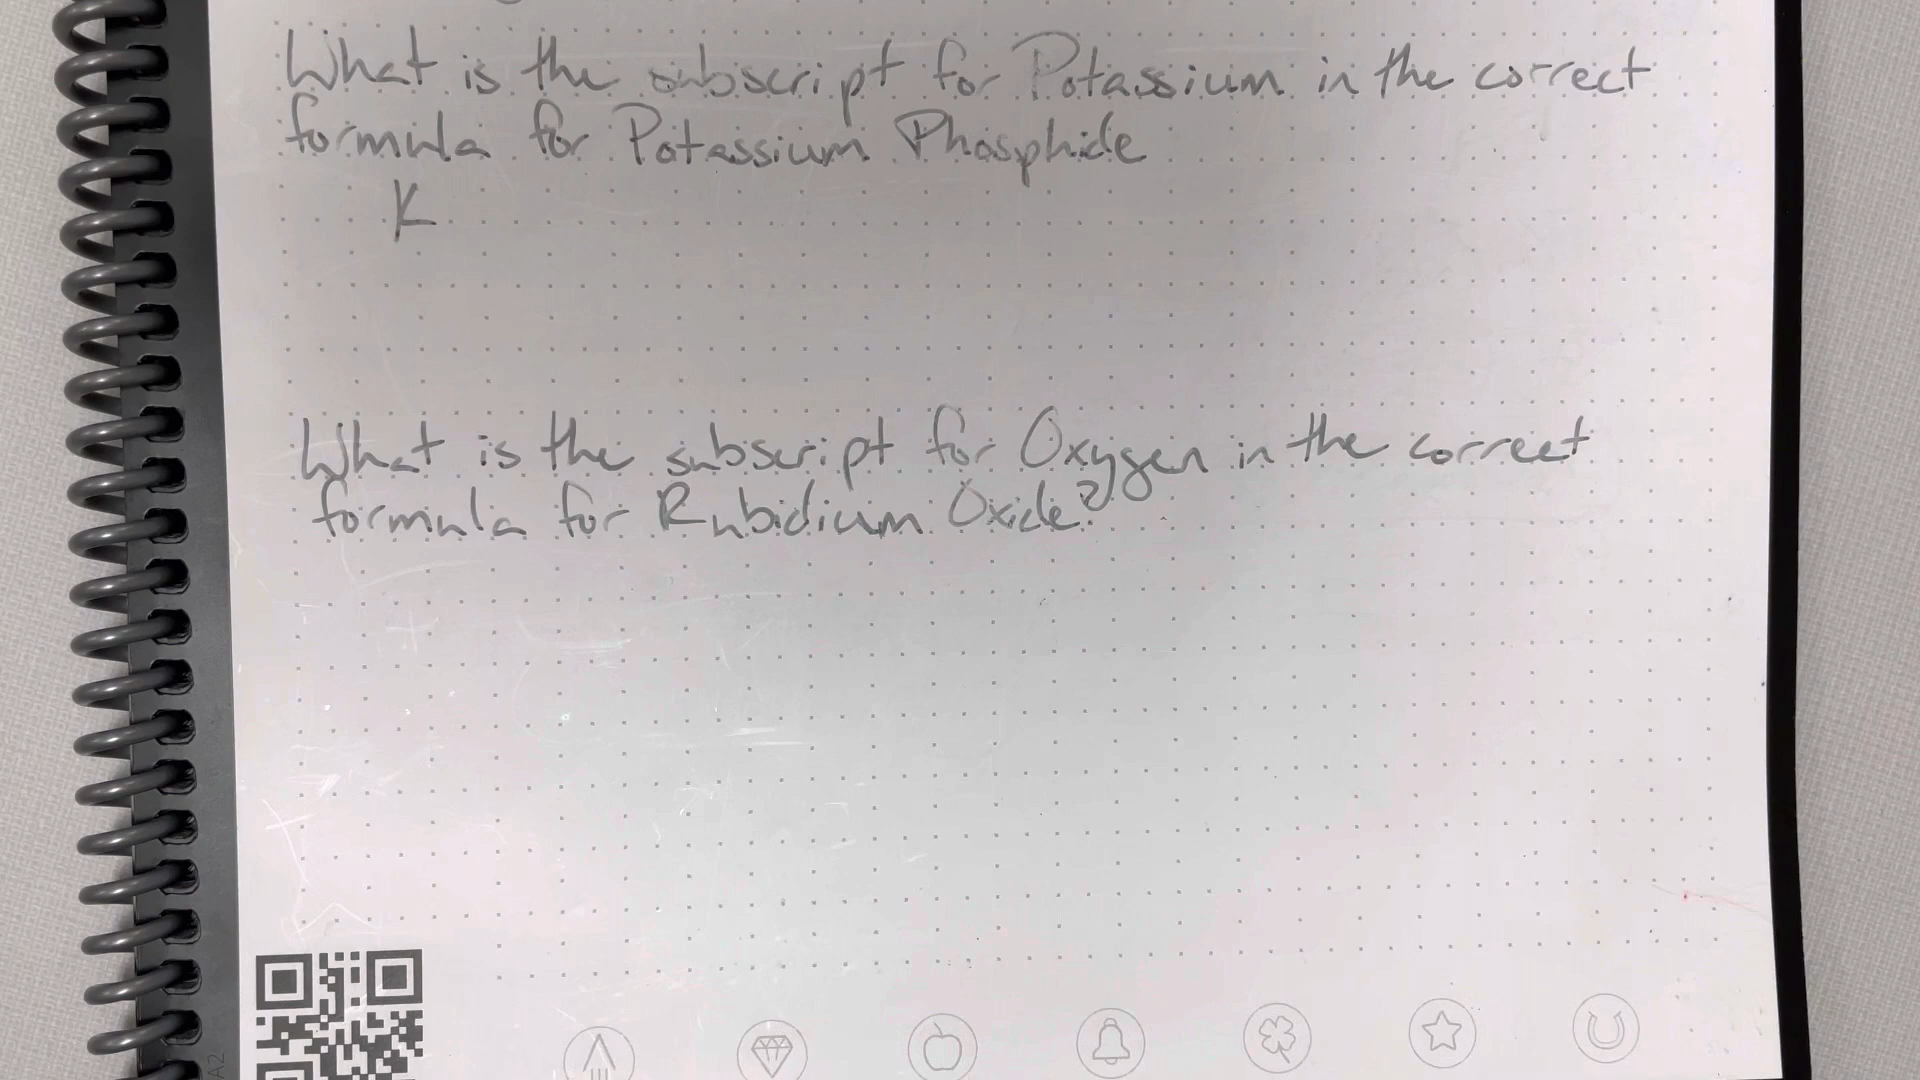 What is the subscript for Potassium in the correct
formula for Potassium Phosphide
K
What is the subscript for Oxygen in the correct
formula for Rubidium Oxide?
A2